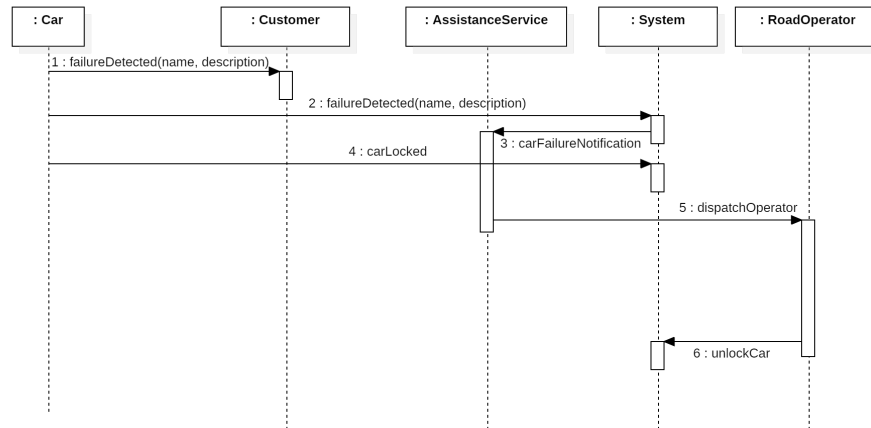 : Car
: Customer
: AssistanceService
: System
: RoadOperator
1 : failureDetected(name, description)
2 : failureDetected(name, description)
3 : carFailureNotification
4 : carLocked
5 : dispatchOperator
6 : unlockCar